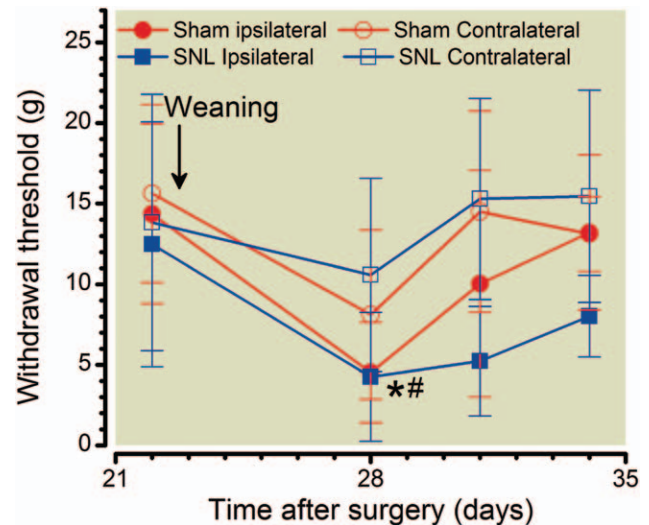 Sham ipsilateral Sham Contralateral
SNL Ipsilateral SNL Contralateral
Weaning
Withdrawal threshold (g)
25
20
15
10
5
0
*#
21 28 35
Time after surgery (days)